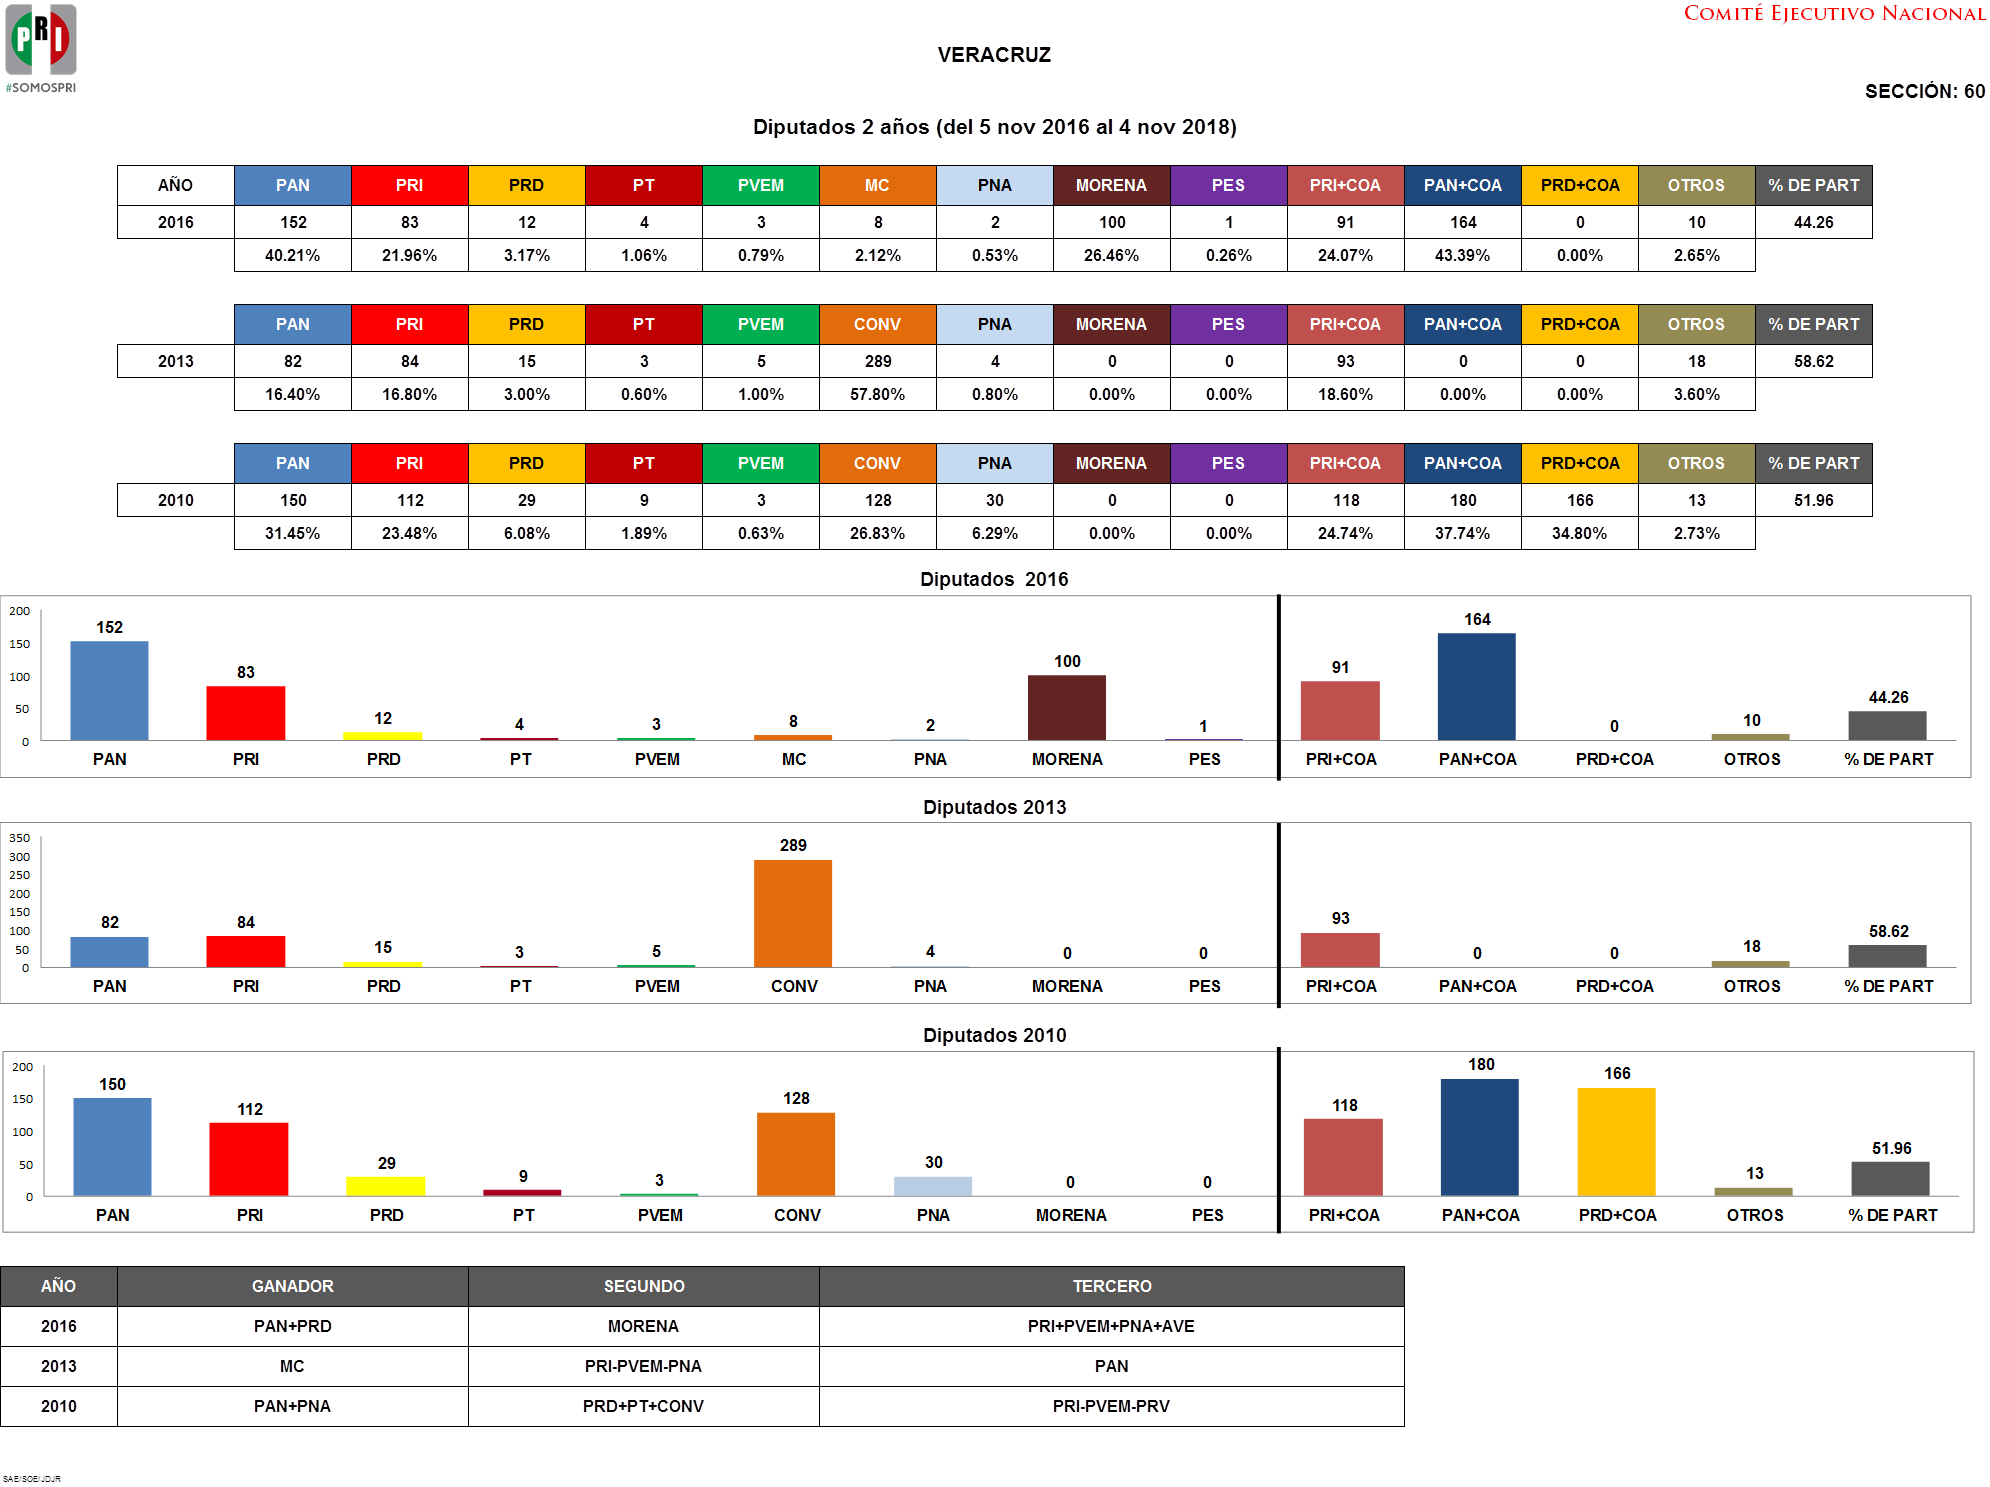 PRI
#SOMOSPRI
COMITÉ EJECUTIVO NACIONAL
VERACRUZ
SECCIÓN: 60
Diputados 2 años (del 5 nov 2016 al 4 nov 2018)
AÑO PAN PRI PRD PT PVEM MC PNA MORENA PES PRI+COA PAN+COA PRD+COA OTROS % DE PART
2016 152 83 12 4 3 8 2 100 1 91 164 0 10 44.26
40.21% 21.96% 3.17% 1.06% 0.79% 2.12% 0.53% 26.46% 0.26% 24.07% 43.39% 0.00% 2.65%
PAN PRI PRD PT PVEM CONV PNA MORENA PES PRI+COA PAN+COA PRD+COA OTROS % DE PART
2013 82 84 15 3 5 289 4 0 0 93 0 0 18 58.62
16.40% 16.80% 3.00% 0.60% 1.00% 57.80% 0.80% 0.00% 0.00% 18.60% 0.00% 0.00% 3.60%
PAN PRI PRD PT PVEM CONV PNA MORENA PES PRI+COA PAN+COA PRD+COA OTROS % DE PART
2010 150 112 29 9 3 128 30 0 0 118 180 166 13 51.96
31.45% 23.48% 6.08% 1.89% 0.63% 26.83% 6.29% 0.00% 0.00% 24.74% 37.74% 34.80% 2.73%
Diputados 2016
200
150
100
50
0
152 83 12 4 3 8 2 100 1 91 164 0 10 44.26
PAN PRI PRD PT PVEM MC PNA MORENA PES PRI+COA PAN+COA PRD+COA OTROS % DE PART
Diputados 2013
350
300
250
200
150
100
50
0
82 84 15 3 5 289 4 0 0 93 0 0 18 58.62
PAN PRI PRD PT PVEM CONV PNA MORENA PES PRI+COA PAN+COA PRD+COA OTROS % DE PART
Diputados 2010
200
150
100
50
0
150 112 29 9 3 128 30 0 0 118 180 166 13 51.96
PAN PRI PRD PT PVEM CONV PNA MORENA PES PRI+COA PAN+COA PRD+COA OTROS % DE PART
AÑO GANADOR SEGUNDO TERCERO
2016 PAN+PRD MORENA PRI+PVEM+PNA+AVE
2013 MC PRI-PVEM-PNA PAN
2010 PAN+PNA PRD+PT+CONV PRI-PVEM-PRV
SAE/SOE/JDJR